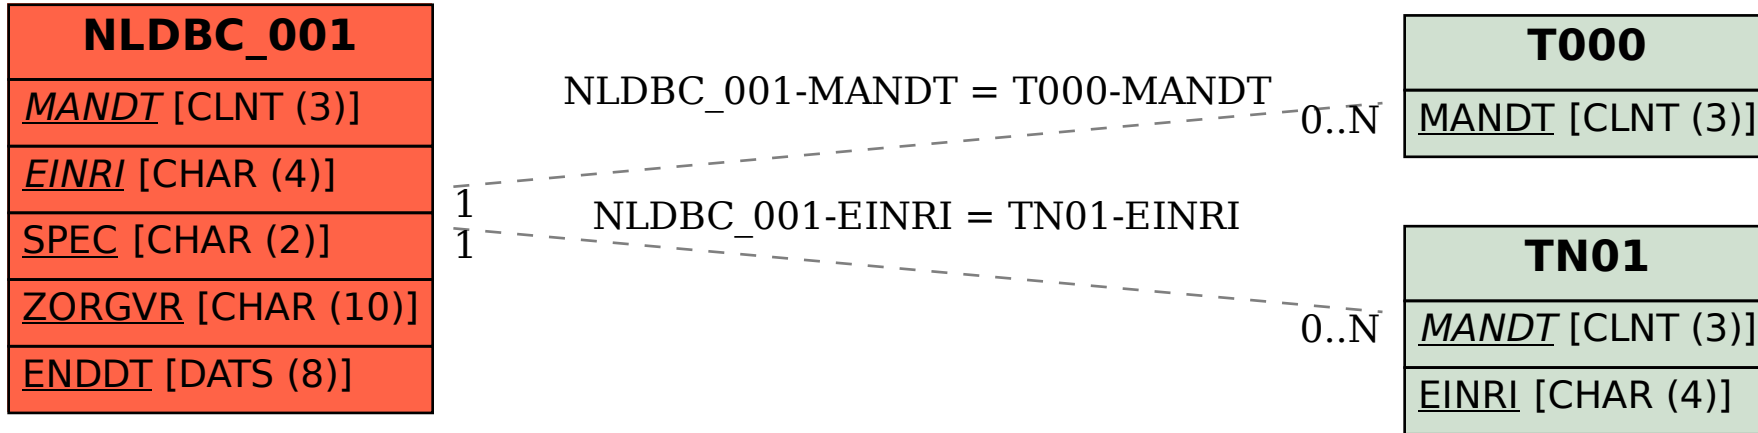 NLDBC_001
MANDT [CLNT (3)]
EINRI [CHAR (4)]
SPEC [CHAR (2)]
ZORGVR [CHAR (10)]
ENDDT [DATS (8)]
NLDBC_001-MANDT = T000-MANDT
0..N
1
NLDBC_001-EINRI = TN01-EINRI
1
0..N
T000
MANDT [CLNT (3)]
TN01
MANDT [CLNT (3)]
EINRI [CHAR (4)]